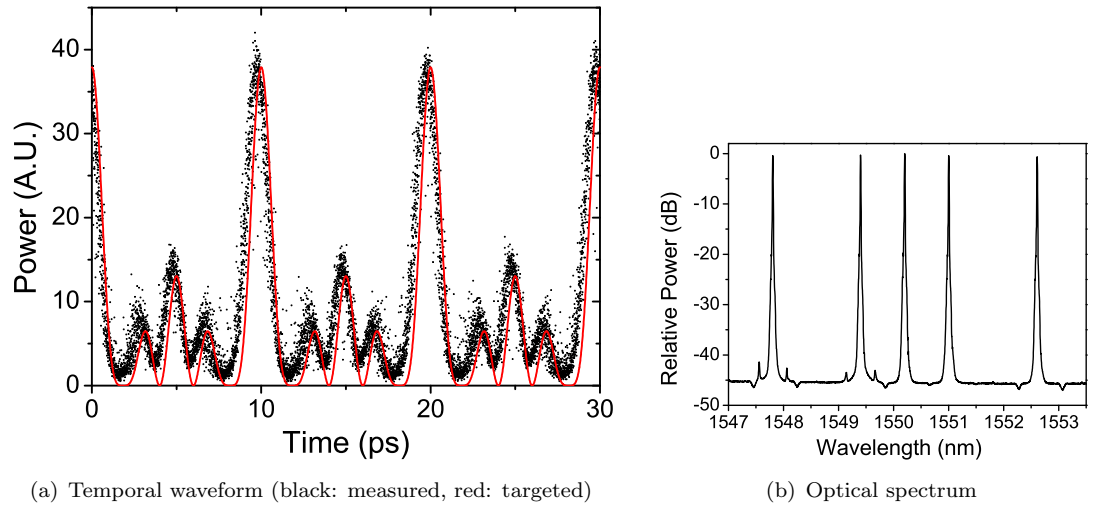 40
30
20
10
0
Power (A.U.)
0 10 20 30
Time (ps)
(a) Temporal waveform (black: measured, red: targeted)
0
-10
-20
-30
-40
-50
Relative Power (dB)
1547 1548 1549 1550 1551 1552 1553
Wavelength (nm)
(b) Optical spectrum